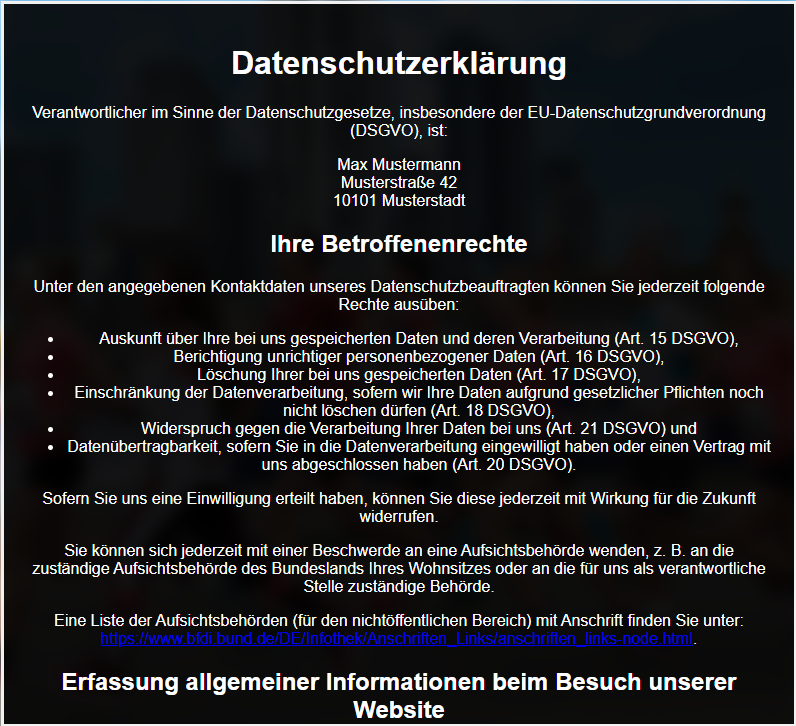 Datenschutzerklärung
Verantwortlicher im Sinne der Datenschutzgesetze, insbesondere der EU-Datenschutzgrundverordnung
(DSGVO), ist:
Max Mustermann
Musterstraße 42
10101 Musterstadt
Ihre Betroffenenrechte
Unter den angegebenen Kontaktdaten unseres Datenschutzbeauftragten können Sie jederzeit folgende
Rechte ausüben:
• Auskunft über Ihre bei uns gespeicherten Daten und deren Verarbeitung (Art. 15 DSGVO),
• Berichtigung unrichtiger personenbezogener Daten (Art. 16 DSGVO),
• Löschung Ihrer bei uns gespeicherten Daten (Art. 17 DSGVO),
• Einschränkung der Datenverarbeitung, sofern wir Ihre Daten aufgrund gesetzlicher Pflichten noch
nicht löschen dürfen (Art. 18 DSGVO),
• Widerspruch gegen die Verarbeitung Ihrer Daten bei uns (Art. 21 DSGVO) und
• Datenübertragbarkeit, sofern Sie in die Datenverarbeitung eingewilligt haben oder einen Vertrag mit
uns abgeschlossen haben (Art. 20 DSGVO).
Sofern Sie uns eine Einwilligung erteilt haben, können Sie diese jederzeit mit Wirkung für die Zukunft
widerrufen.
Sie können sich jederzeit mit einer Beschwerde an eine Aufsichtsbehörde wenden, z. B. an die
zuständige Aufsichtsbehörde des Bundeslands Ihres Wohnsitzes oder an die für uns als verantwortliche
Stelle zuständige Behörde.
Eine Liste der Aufsichtsbehörden (für den nichtöffentlichen Bereich) mit Anschrift finden Sie unter:
https://www.bfdi.bund.de/DE/Infothek/Anschriften_Links/anschriften_links-node.html.
Erfassung allgemeiner Informationen beim Besuch unserer
Website